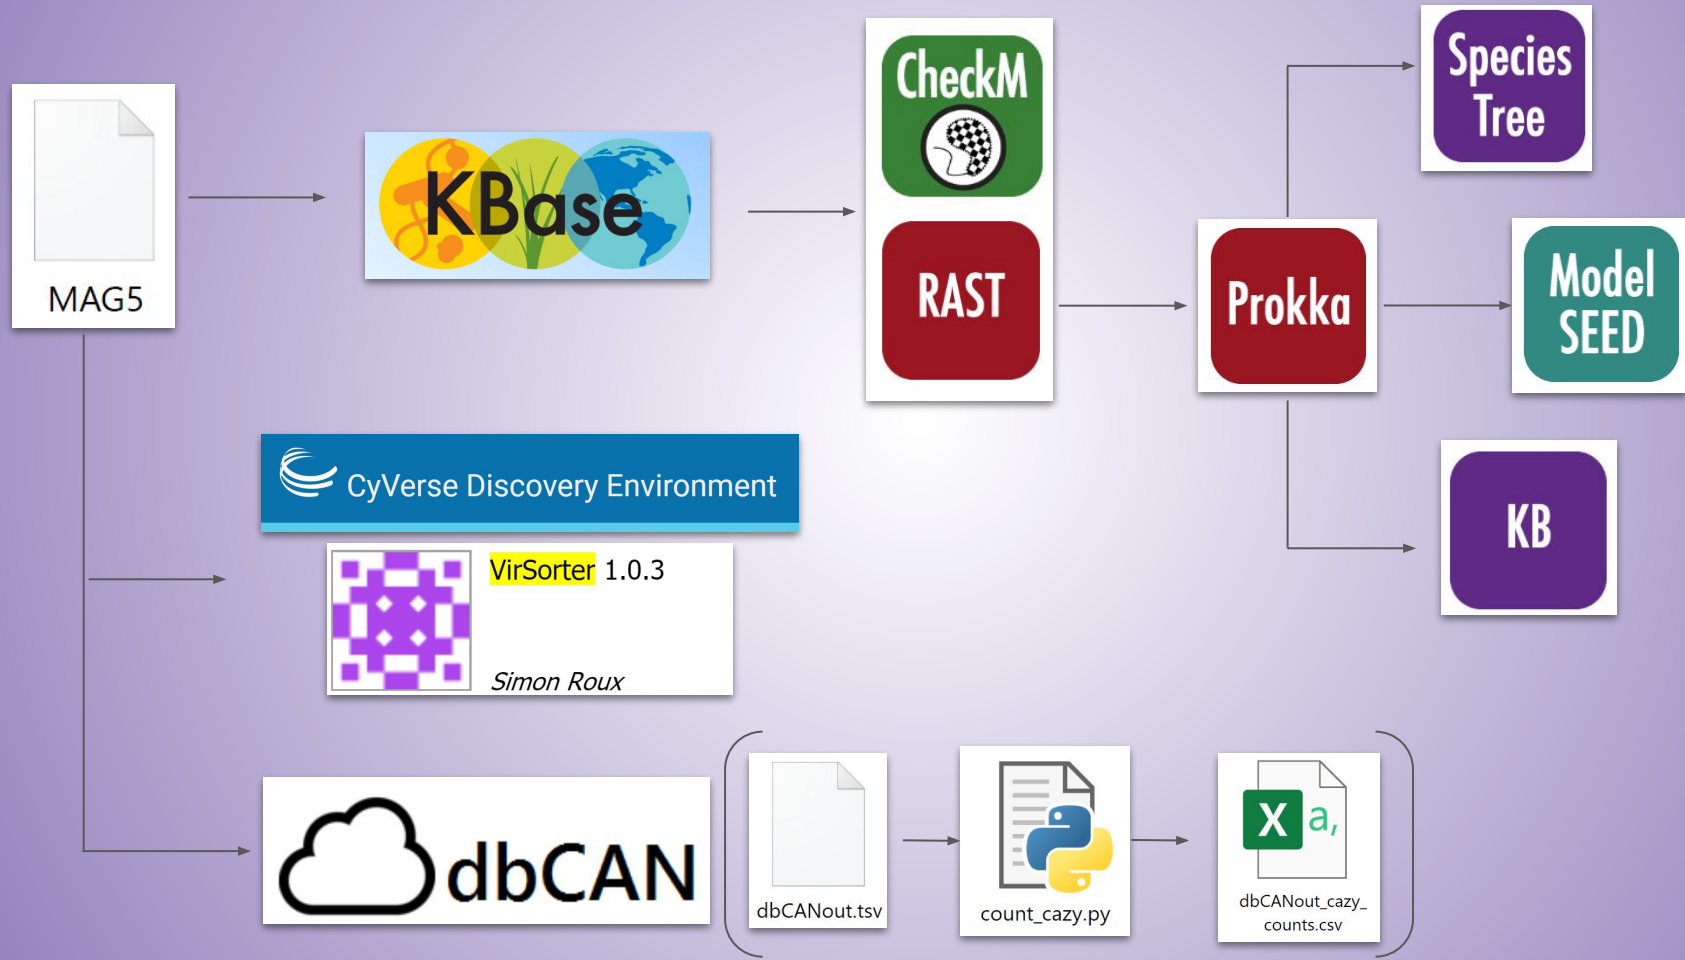 MAG5
KBase
CheckM
RAST
Prokka
Species
Tree
Model
SEED
KB
CyVerse Discovery Environment
VirSorter 1.0.3
Simon Roux
dbCAN
dbCANout.tsv
count_cazy.py
X a,
dbCANout_cazy_
counts.csv